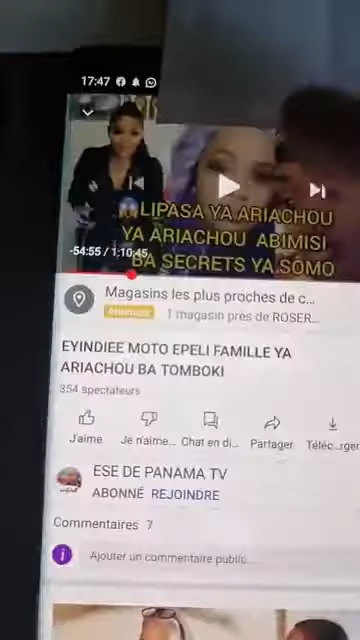 17:47
LIPASA YA ARIACHOU
YA ARIACHOU ABIMISI
BA SECRETS YA SOMO
-54:55 / 1:10:45
Magasins les plus proches de c...
Annonce 1 magasin près de ROSER...
EYINDIEE MOTO EPELI FAMILLE YA
ARIACHOU BA TOMBOKI
354 spectateurs
J'aime Je n'aime... Chat en di... Partager Téléc...rger
ESE DE PANAMA TV
ABONNÉ REJOINDRE
Commentaires 7
i Ajouter un commentaire public...